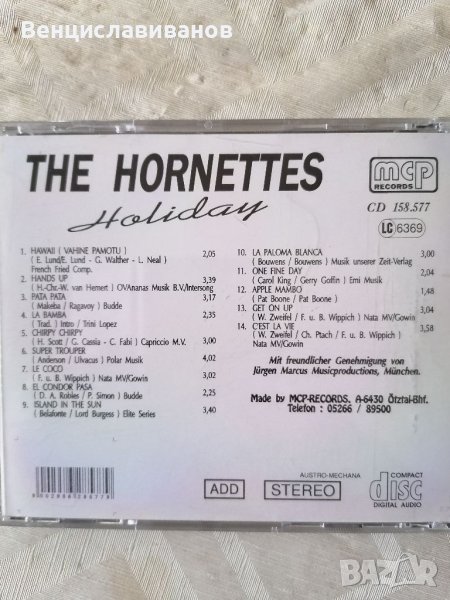 Венциславиванов
THE HORNETTES
Holiday
mcp
RECORDS
CD 158.577
LC 6369
1. HAWAII ( VAHINE PAMOTU ) 2,05
( E. Lund/E. Lund - G. Walther - L. Neal )
French Fried Comp.
2. HANDS UP 3,39
( H.-Chr.-W. van Hemert ) OVAnanas Musik B.V./Intersong
3. PATA PATA 3,17
( Makeba / Ragavoy ) Budde
4. LA BAMBA 2,35
( Trad. ) Intro / Trini Lopez
5. CHIRPY CHIRPY
( H. Scott / G. Cassia - C. Fabi ) Capriccio M.V. 3,00
6. SUPER TROUPER
( Anderson / Ulvacus ) Polar Musik 4,02
7. LE COCO
( F. u. B. Wippich ) Nata MV/Gowin 3,02
8. EL CONDOR PASA
( D. A. Robles / P. Simon ) Budde 2,25
9. ISLAND IN THE SUN
( Belafonte / Lord Burgess ) Elite Series 3,40
10. LA PALOMA BLANCA 3,00
( Bouwens / Bouwens ) Musik unserer Zeit-Verlag
11. ONE FINE DAY 2,04
( Carol King / Gerry Goffin ) Emi Musik
12. APPLE MAMBO 1,48
( Pat Boone / Pat Boone )
13. GET ON UP 3,04
( W. Zweifel / F. u. B. Wippich ) Nata MV/Gowin
14. C'EST LA VIE 3,58
( W. Zweifel / Ch. Ptach / F. u. B. Wippich )
Nata MV/Gowin
Mit freundlicher Genehmigung von
Jürgen Marcus Musicproductions, München.
Made by MCP-RECORDS, A-6430 Ötztal-Bhf.
Telefon : 05266 / 89500
AUSTRO-MECHANA
ADD
STEREO
COMPACT
disc
DIGITAL AUDIO
BAZAR